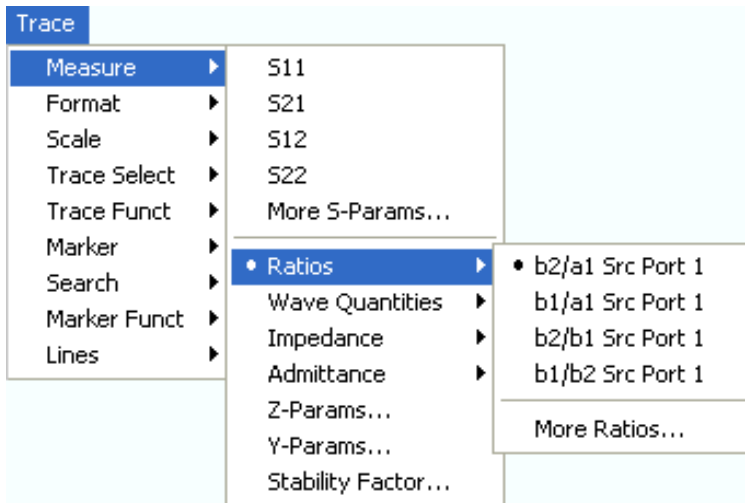 Trace
Measure
Format
Scale
Trace Select
Trace Funct
Marker
Search
Marker Funct
Lines
S11
S21
S12
S22
More S-Params...
Ratios
Wave Quantities
Impedance
Admittance
Z-Params...
Y-Params...
Stability Factor...
b2/a1 Src Port 1
b1/a1 Src Port 1
b2/b1 Src Port 1
b1/b2 Src Port 1
More Ratios...